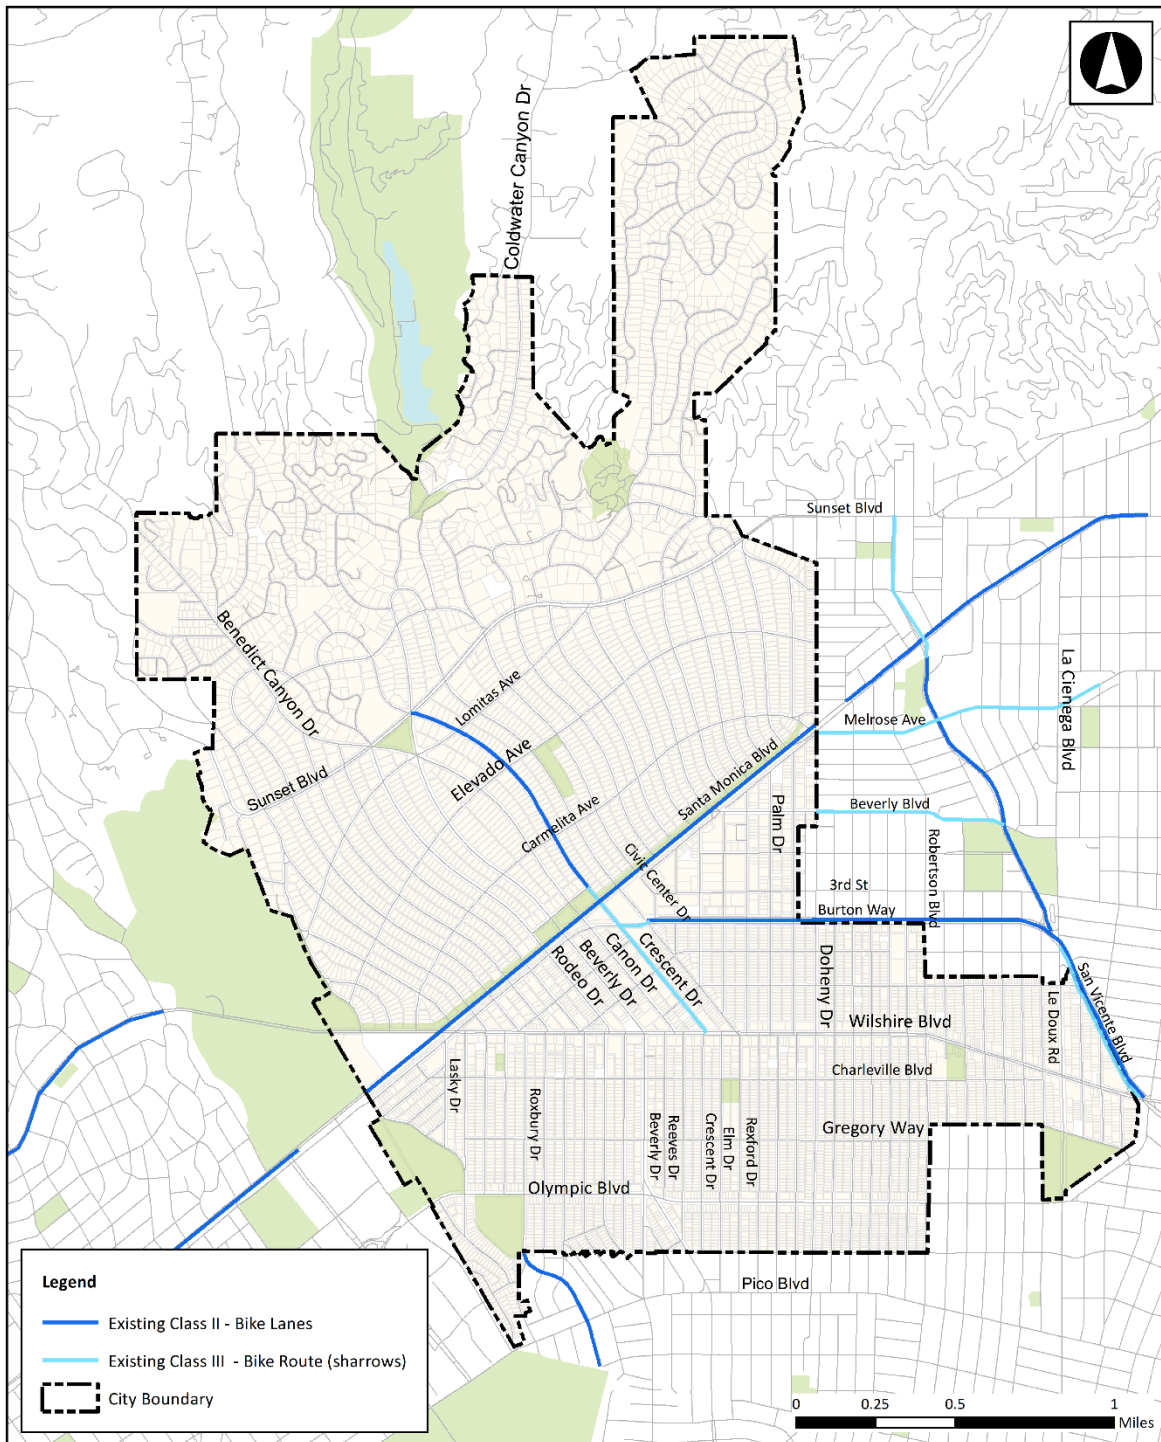 Coldwater Canyon Dr
Sunset Blvd
Benedict Canyon Dr
Lomitas Ave
La Cienega Blvd
Melrose Ave
Elevado Ave
Sunset Blvd
Santa Monica Blvd
Carmelita Ave
Palm Dr
Beverly Blvd
Robertson Blvd
Civic Center Dr
3rd St
Burton Way
Crescent Dr
Canon Dr
Beverly Dr
Rodeo Dr
Doheny Dr
San Vicente Blvd
Le Doux Rd
Wilshire Blvd
Charleville Blvd
Lasky Dr
Roxbury Dr
Beverly Dr
Reeves Dr
Crescent Dr
Elm Dr
Rexford Dr
Gregory Way
Olympic Blvd
Pico Blvd
Legend
Existing Class II - Bike Lanes
Existing Class III - Bike Route (sharrows)
City Boundary
0 0.25 0.5 1
Miles